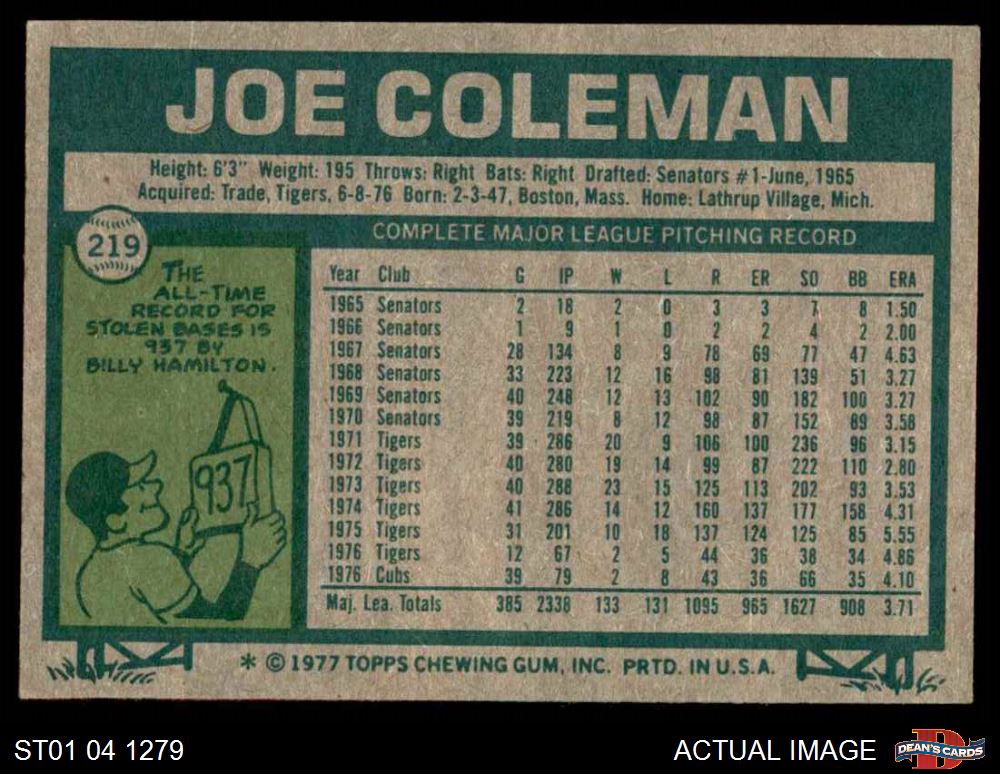 JOE COLEMAN
Height: 6'3" Weight: 195 Throws: Right Bats: Right Drafted: Senators #1-June, 1965
Acquired: Trade, Tigers, 6-8-76 Born: 2-3-47, Boston, Mass. Home: Lathrup Village, Mich.
219
THE
ALL-TIME
RECORD FOR
STOLEN BASES IS
937 BY
BILLY HAMILTON.
937
COMPLETE MAJOR LEAGUE PITCHING RECORD
Year Club G IP W L R ER SO BB ERA
1965 Senators 2 18 2 0 3 3 7 8 1.50
1966 Senators 1 9 1 0 2 2 4 2 2.00
1967 Senators 28 134 8 9 78 69 77 47 4.63
1968 Senators 33 223 12 16 98 81 139 51 3.27
1969 Senators 40 248 12 13 102 90 182 100 3.27
1970 Senators 39 219 8 12 98 87 152 89 3.58
1971 Tigers 39 286 20 9 106 100 236 96 3.15
1972 Tigers 40 280 19 14 99 87 222 110 2.80
1973 Tigers 40 288 23 15 125 113 202 93 3.53
1974 Tigers 41 286 14 12 160 137 177 158 4.31
1975 Tigers 31 201 10 18 137 124 125 85 5.55
1976 Tigers 12 67 2 5 44 36 38 34 4.86
1976 Cubs 39 79 2 8 43 36 66 35 4.10
Maj. Lea. Totals 385 2338 133 131 1095 965 1627 908 3.71
* © 1977 TOPPS CHEWING GUM, INC. PRTD. IN U.S.A.
ST01 04 1279
ACTUAL IMAGE
D
DEAN'S CARDS